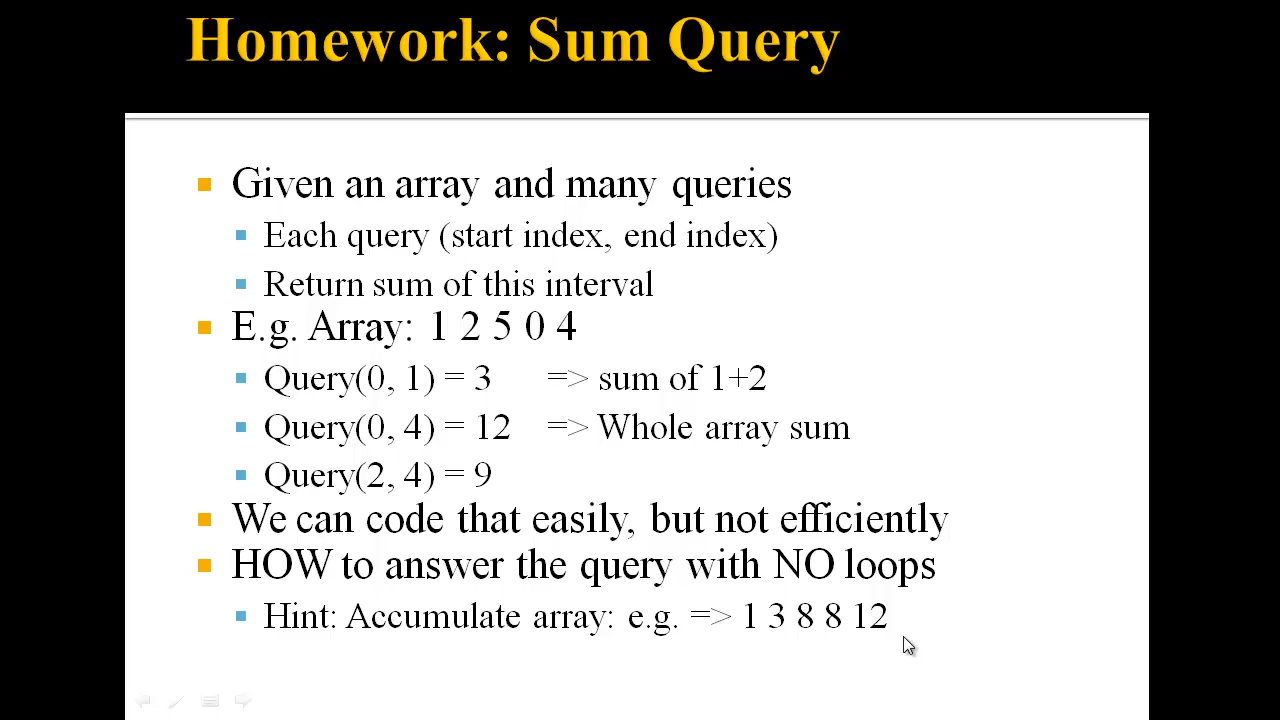 Homework: Sum Query
Given an array and many queries
Each query (start index, end index)
Return sum of this interval
E.g. Array: 1 2 5 0 4
Query(0, 1) = 3 => sum of 1+2
Query(0, 4) = 12 => Whole array sum
Query(2, 4) = 9
We can code that easily, but not efficiently
HOW to answer the query with NO loops
Hint: Accumulate array: e.g. => 1 3 8 8 12